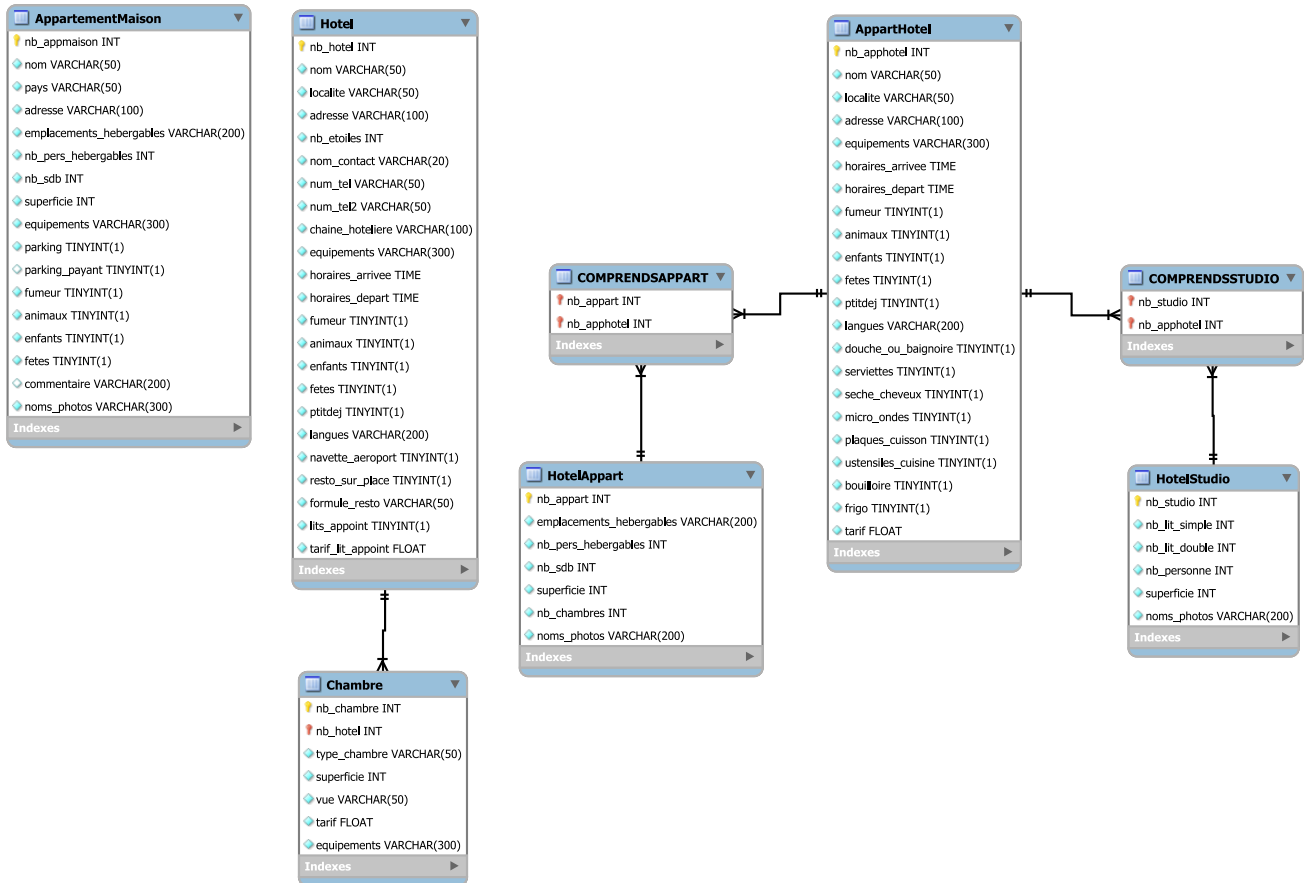 AppartementMaison
nb_appmaison INT
nom VARCHAR(50)
pays VARCHAR(50)
adresse VARCHAR(100)
emplacements_hebergables VARCHAR(200)
nb_pers_hebergables INT
nb_sdb INT
superficie INT
equipements VARCHAR(300)
parking TINYINT(1)
parking_payant TINYINT(1)
fumeur TINYINT(1)
animaux TINYINT(1)
enfants TINYINT(1)
fetes TINYINT(1)
commentaire VARCHAR(200)
noms_photos VARCHAR(300)
Indexes
Hotel
nb_hotel INT
nom VARCHAR(50)
localite VARCHAR(50)
adresse VARCHAR(100)
nb_etoiles INT
nom_contact VARCHAR(20)
num_tel VARCHAR(50)
num_tel2 VARCHAR(50)
chaine_hoteliere VARCHAR(100)
equipements VARCHAR(300)
horaires_arrivee TIME
horaires_depart TIME
fumeur TINYINT(1)
animaux TINYINT(1)
enfants TINYINT(1)
fetes TINYINT(1)
ptitdej TINYINT(1)
langues VARCHAR(200)
navette_aeroport TINYINT(1)
resto_sur_place TINYINT(1)
formule_resto VARCHAR(50)
lits_appoint TINYINT(1)
tarif_lit_appoint FLOAT
Indexes
Chambre
nb_chambre INT
nb_hotel INT
type_chambre VARCHAR(50)
superficie INT
vue VARCHAR(50)
tarif FLOAT
equipements VARCHAR(300)
Indexes
COMPRENDSAPPART
nb_appart INT
nb_apphotel INT
Indexes
HotelAppart
nb_appart INT
emplacements_hebergables VARCHAR(200)
nb_pers_hebergables INT
nb_sdb INT
superficie INT
nb_chambres INT
noms_photos VARCHAR(200)
Indexes
AppartHotel
nb_apphotel INT
nom VARCHAR(50)
localite VARCHAR(50)
adresse VARCHAR(100)
equipements VARCHAR(300)
horaires_arrivee TIME
horaires_depart TIME
fumeur TINYINT(1)
animaux TINYINT(1)
enfants TINYINT(1)
fetes TINYINT(1)
ptitdej TINYINT(1)
langues VARCHAR(200)
douche_ou_baignoire TINYINT(1)
serviettes TINYINT(1)
seche_cheveux TINYINT(1)
micro_ondes TINYINT(1)
plaques_cuisson TINYINT(1)
ustensiles_cuisine TINYINT(1)
bouilloire TINYINT(1)
frigo TINYINT(1)
tarif FLOAT
Indexes
COMPRENDSSTUDIO
nb_studio INT
nb_apphotel INT
Indexes
HotelStudio
nb_studio INT
nb_lit_simple INT
nb_lit_double INT
nb_personne INT
superficie INT
noms_photos VARCHAR(200)
Indexes